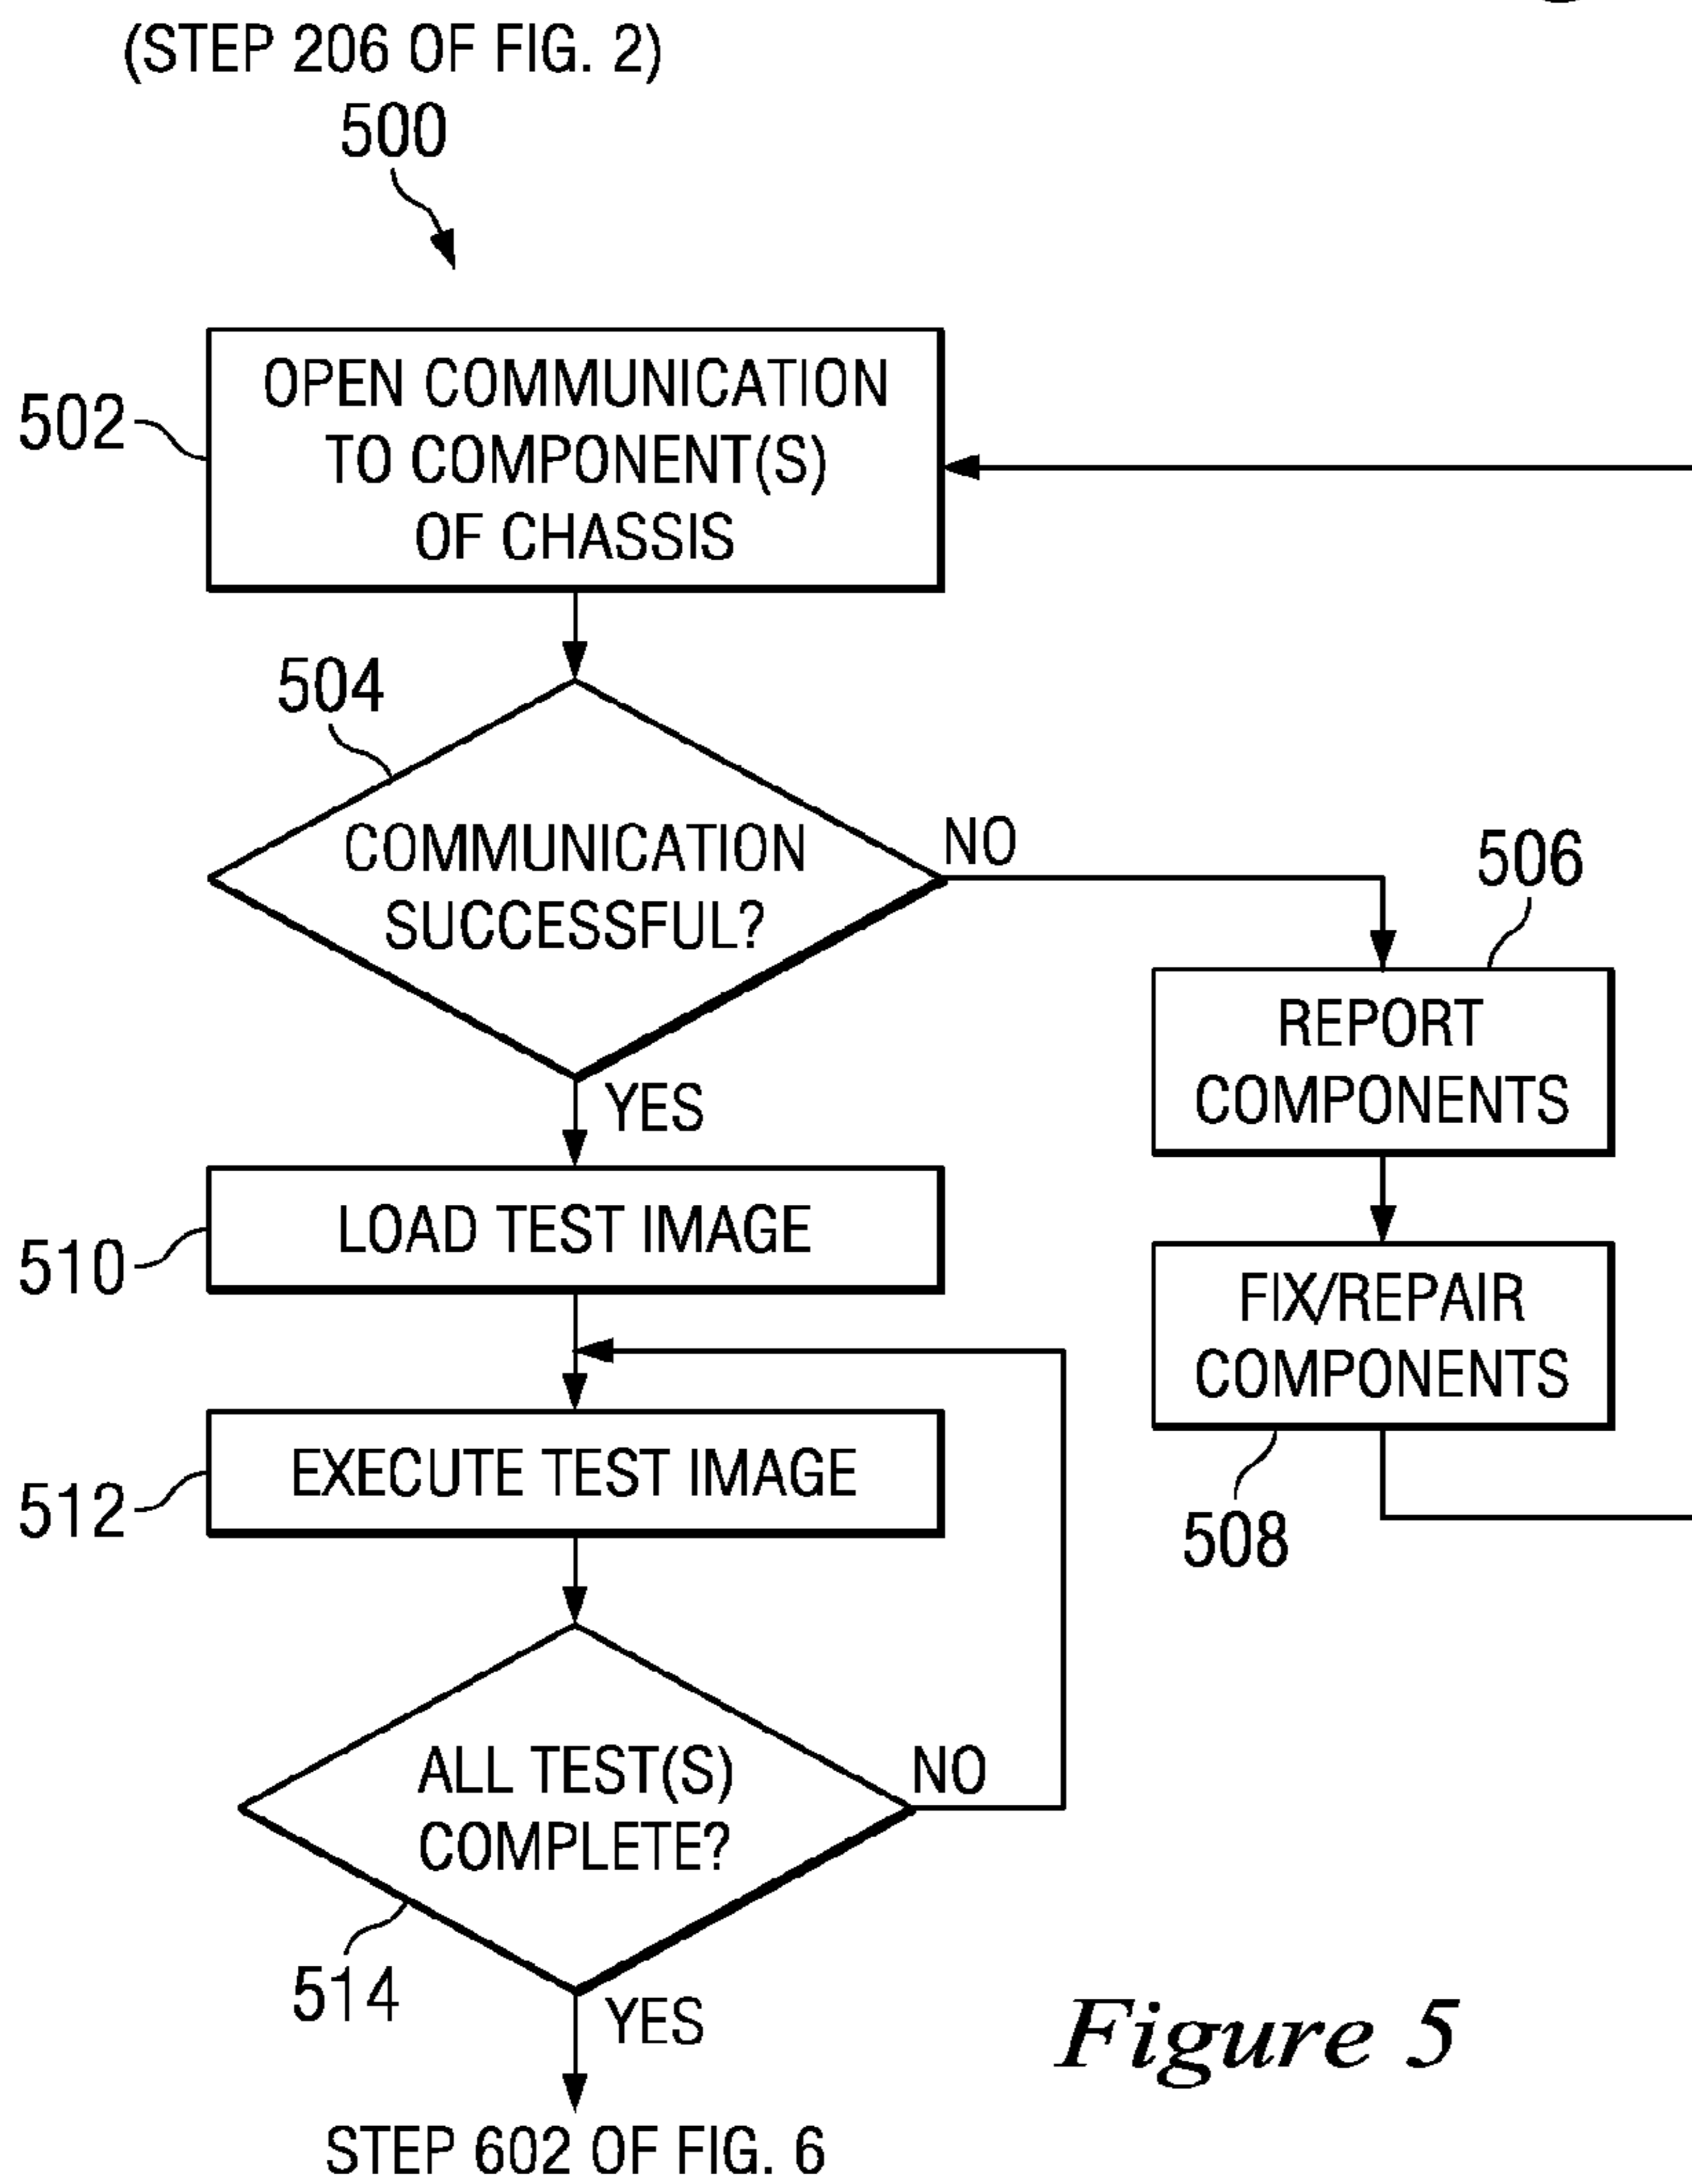 (STEP 206 OF FIG. 2)
500
502
OPEN COMMUNICATION
TO COMPONENT(S)
OF CHASSIS
504
COMMUNICATION
SUCCESSFUL?
NO
506
REPORT
COMPONENTS
YES
510
LOAD TEST IMAGE
FIX/REPAIR
COMPONENTS
508
512
EXECUTE TEST IMAGE
ALL TEST(S)
COMPLETE?
NO
514
YES
STEP 602 OF FIG. 6
Figure 5